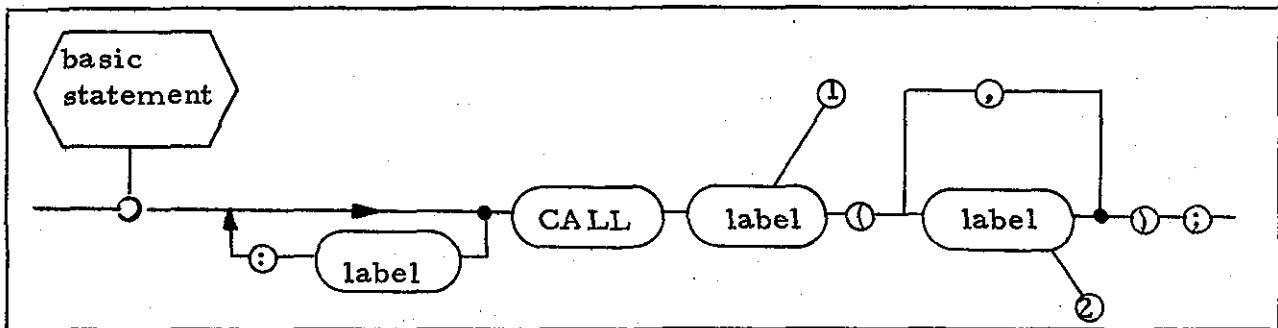 basic
statement
1
,
CALL
label
(
label
)
;
:
label
2